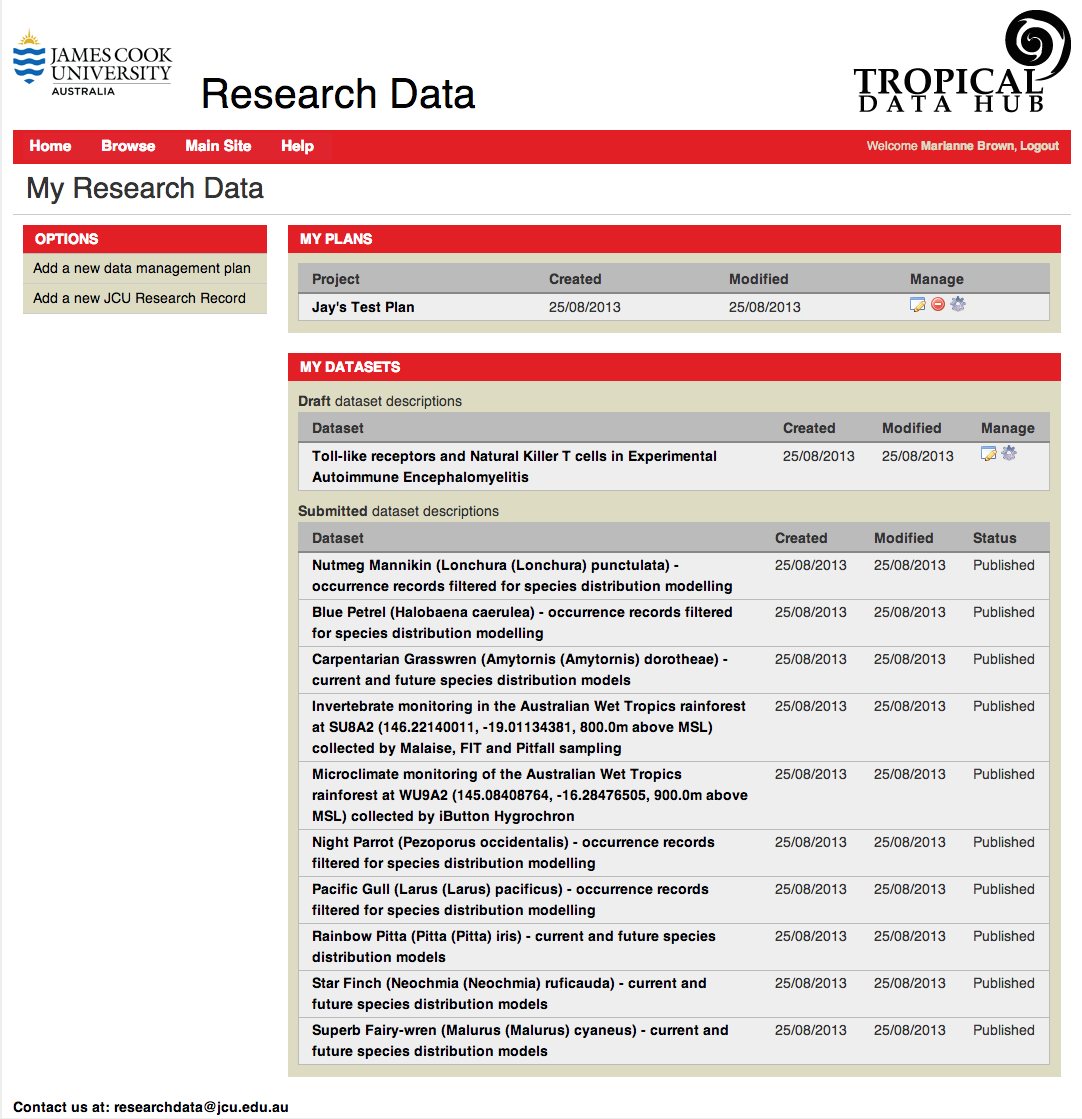 JAMES COOK
UNIVERSITY
AUSTRALIA
Research Data
TROPICAL
DATA HUB
Home Browse Main Site Help
Welcome Marianne Brown, Logout
My Research Data
OPTIONS
Add a new data management plan
Add a new JCU Research Record
MY PLANS
Project Created Modified Manage
Jay's Test Plan 25/08/2013 25/08/2013
MY DATASETS
Draft dataset descriptions
Dataset Created Modified Manage
Toll-like receptors and Natural Killer T cells in Experimental 25/08/2013 25/08/2013
Autoimmune Encephalomyelitis
Submitted dataset descriptions
Dataset Created Modified Status
Nutmeg Mannikin (Lonchura (Lonchura) punctulata) - 25/08/2013 25/08/2013 Published
occurrence records filtered for species distribution modelling
Blue Petrel (Halobaena caerulea) - occurrence records filtered 25/08/2013 25/08/2013 Published
for species distribution modelling
Carpentarian Grasswren (Amytornis (Amytornis) dorotheae) - 25/08/2013 25/08/2013 Published
current and future species distribution models
Invertebrate monitoring in the Australian Wet Tropics rainforest 25/08/2013 25/08/2013 Published
at SU8A2 (146.22140011, -19.01134381, 800.0m above MSL)
collected by Malaise, FIT and Pitfall sampling
Microclimate monitoring of the Australian Wet Tropics 25/08/2013 25/08/2013 Published
rainforest at WU9A2 (145.08408764, -16.28476505, 900.0m above
MSL) collected by iButton Hygrochron
Night Parrot (Pezoporus occidentalis) - occurrence records 25/08/2013 25/08/2013 Published
filtered for species distribution modelling
Pacific Gull (Larus (Larus) pacificus) - occurrence records 25/08/2013 25/08/2013 Published
filtered for species distribution modelling
Rainbow Pitta (Pitta (Pitta) iris) - current and future species 25/08/2013 25/08/2013 Published
distribution models
Star Finch (Neochmia (Neochmia) ruficauda) - current and 25/08/2013 25/08/2013 Published
future species distribution models
Superb Fairy-wren (Malurus (Malurus) cyaneus) - current and 25/08/2013 25/08/2013 Published
future species distribution models
Contact us at: researchdata@jcu.edu.au